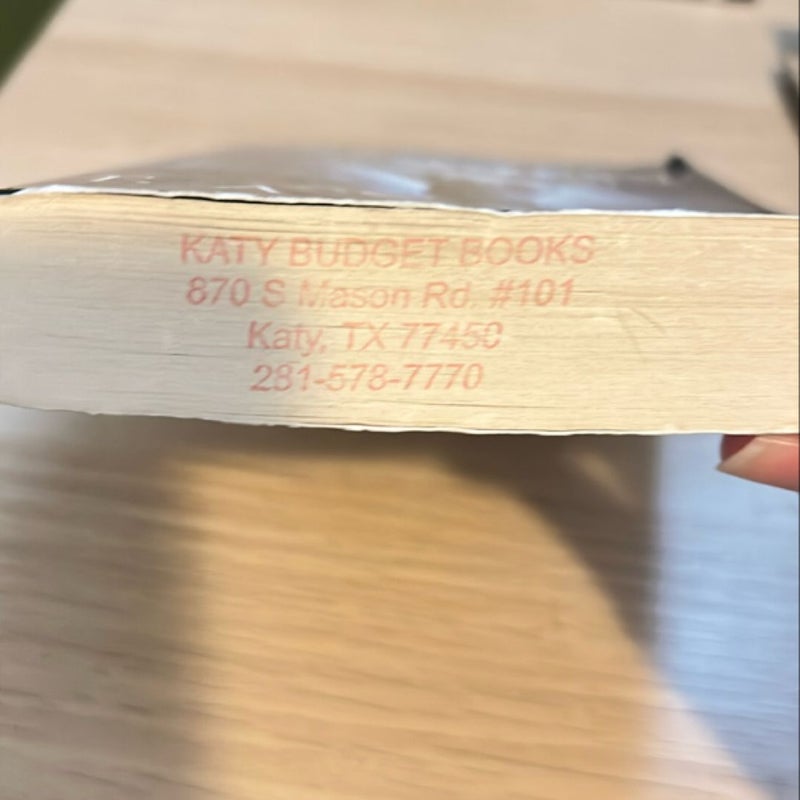 KATY BUDGET BOOKS
870 S Mason Rd. #101
Katy, TX 77450
281-578-7770